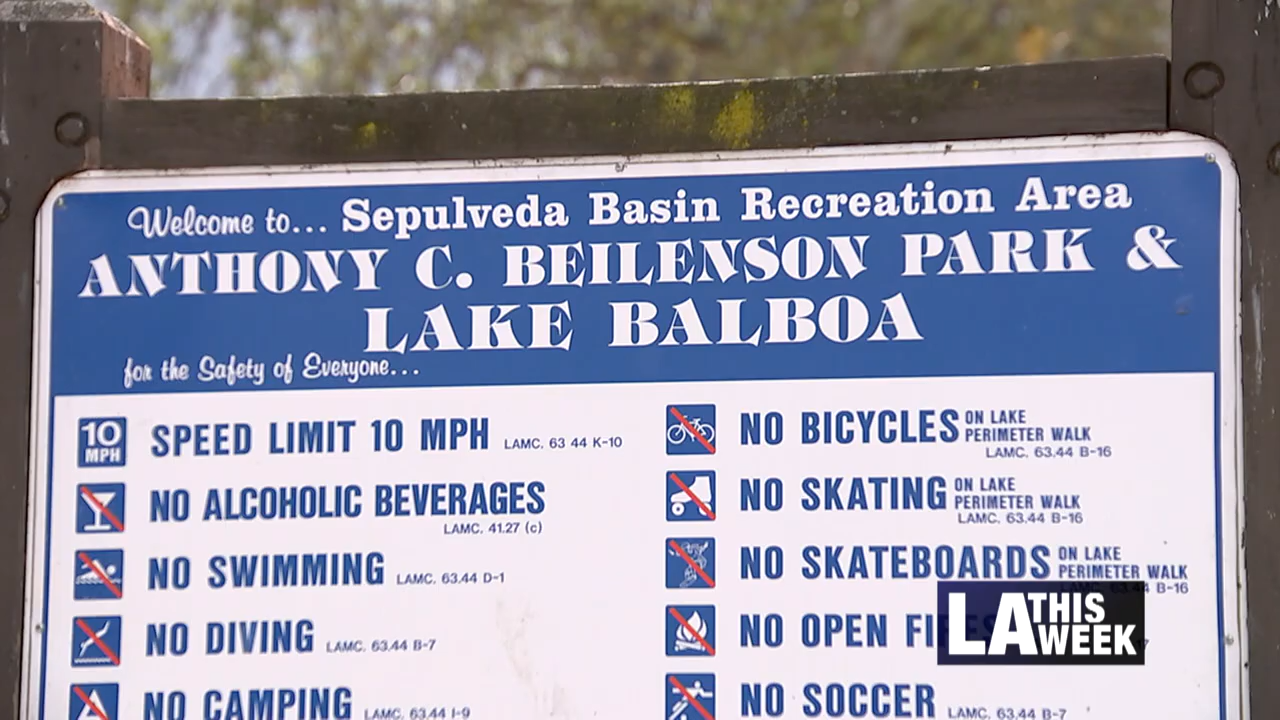 Welcome to... Sepulveda Basin Recreation Area
ANTHONY C. BEILENSON PARK &
LAKE BALBOA
for the Safety of Everyone...
10
MPH
SPEED LIMIT 10 MPH LAMC. 63 44 K-10
NO ALCOHOLIC BEVERAGES
LAMC. 41.27 (c)
NO SWIMMING LAMC. 63.44 D-1
NO DIVING LAMC. 63.44 B-7
NO CAMPING LAMC. 63.44 I-9
NO BICYCLES ON LAKE
PERIMETER WALK
LAMC. 63.44 B-16
NO SKATING ON LAKE
PERIMETER WALK
LAMC. 63.44 B-16
NO SKATEBOARDS ON LAKE
PERIMETER WALK
LAMC. 63.44 B-16
NO OPEN FIRES
NO SOCCER LAMC. 63.44 B-7
LA THIS
WEEK